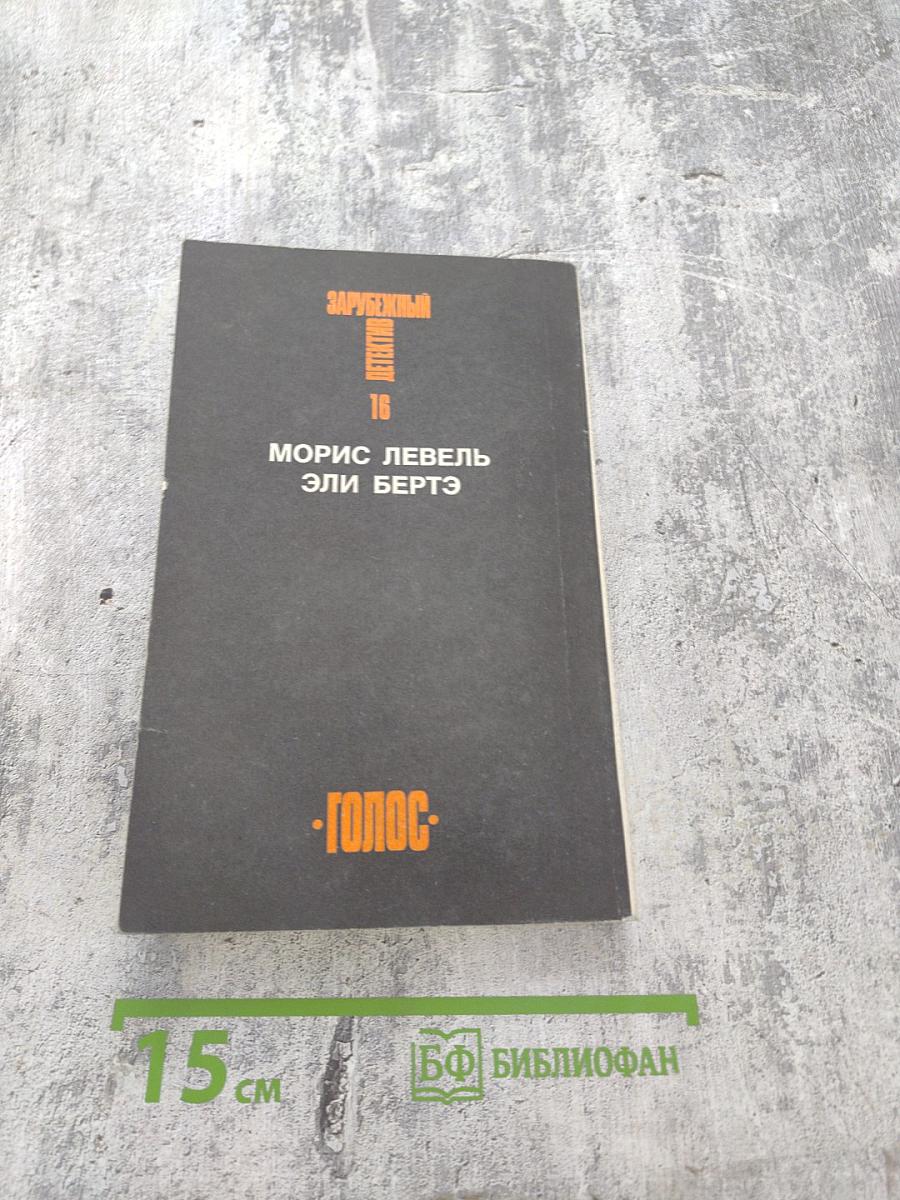 ЗАРУБЕЖНЫЙ
ДЕТЕКТИВ
16
МОРИС ЛЕВЕЛЬ
ЭЛИ БЕРТЭ
•ГОЛОС•
15 см
БФ БИБЛИОФАН